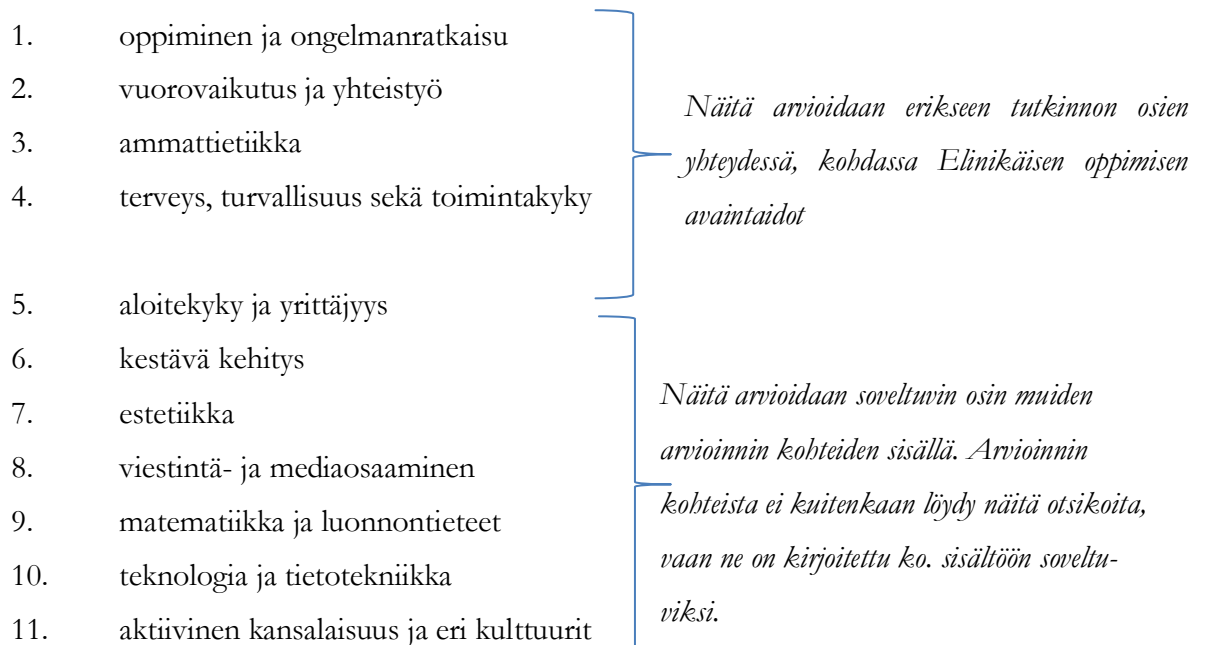 1. oppiminen ja ongelmanratkaisu
2. vuorovaikutus ja yhteistyö
3. ammattietiikka
4. terveys, turvallisuus sekä toimintakyky
Näitä arvioidaan erikseen tutkinnon osien
yhteydessä, kohdassa Elinikäisen oppimisen
avaintaidot
5. aloitekyky ja yrittäjyys
6. kestävä kehitys
7. estetiikka
8. viestintä- ja mediaosaaminen
9. matematiikka ja luonnontieteet
10. teknologia ja tietotekniikka
11. aktiivinen kansalaisuus ja eri kulttuurit
Näitä arvioidaan soveltuvin osin muiden
arvioinnin kohteiden sisällä. Arvioinnin
kohteista ei kuitenkaan löydy näitä otsikoita,
vaan ne on kirjoitettu ko. sisältöön soveltu-
viksi.